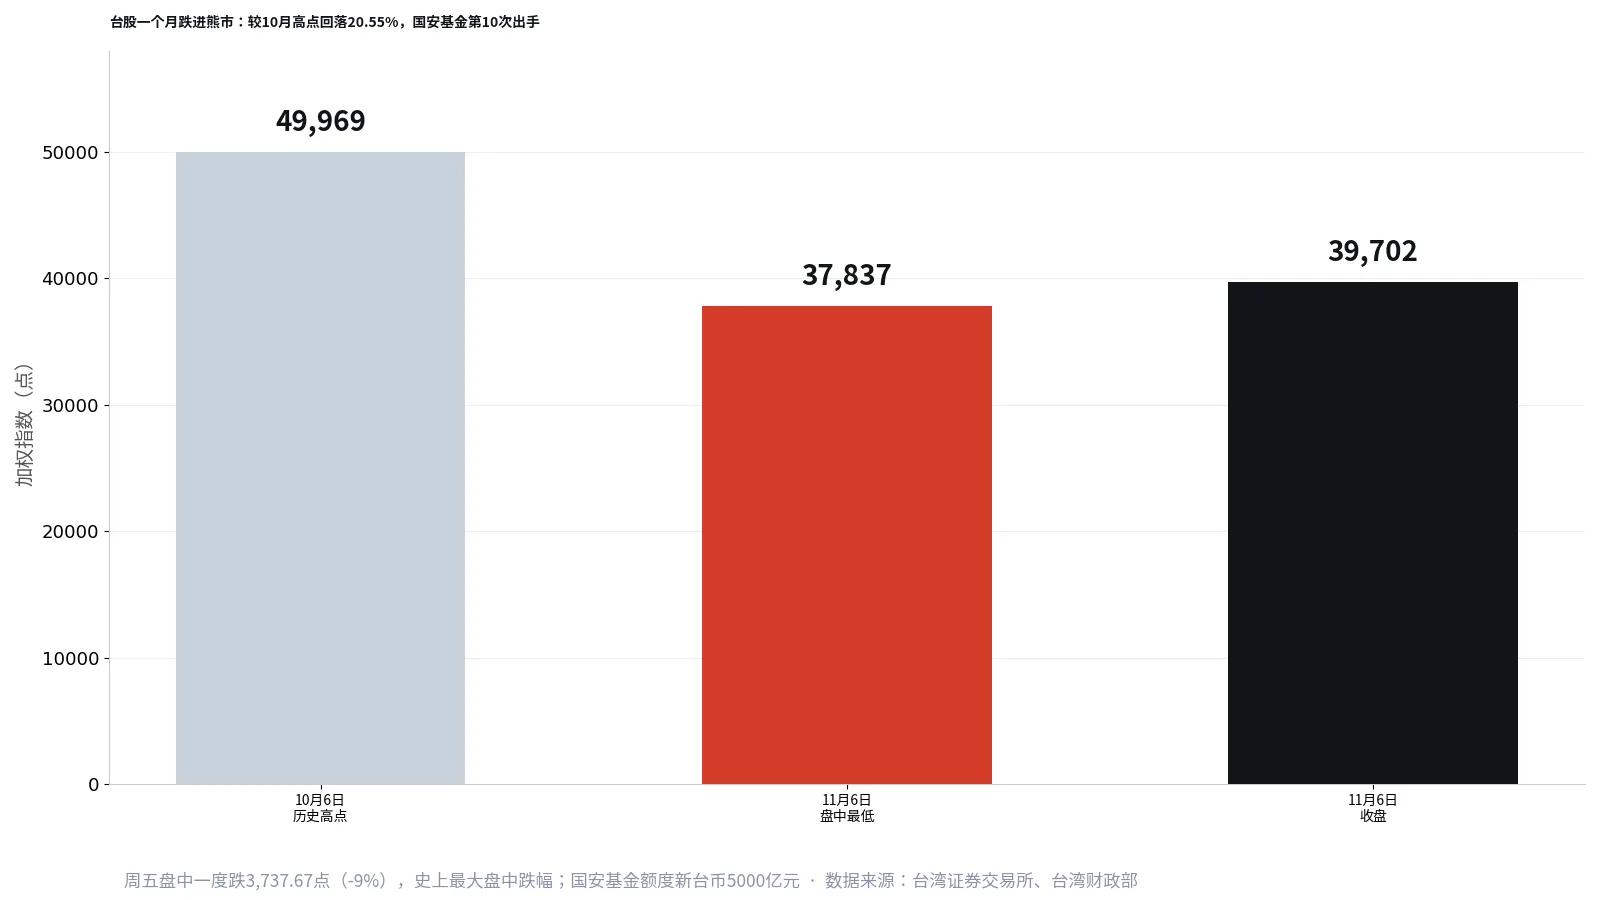 台股一个月跌进熊市：较10月高点回落20.55%，国安基金第10次出手
49,969
37,837
39,702
加权指数（点）
50000
40000
30000
20000
10000
0
10月6日
历史高点
11月6日
盘中最低
11月6日
收盘
周五盘中一度跌3,737.67点（-9%），史上最大盘中跌幅；国安基金额度新台币5000亿元 · 数据来源：台湾证券交易所、台湾财政部